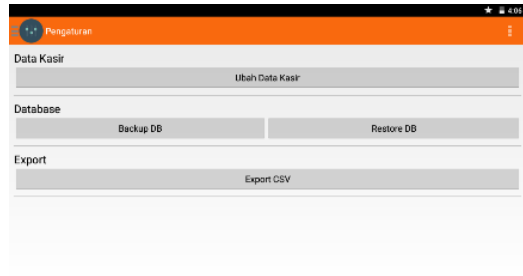 4:06
Pengaturan
Data Kasir
Ubah Data Kasir
Database
Backup DB Restore DB
Export
Export CSV